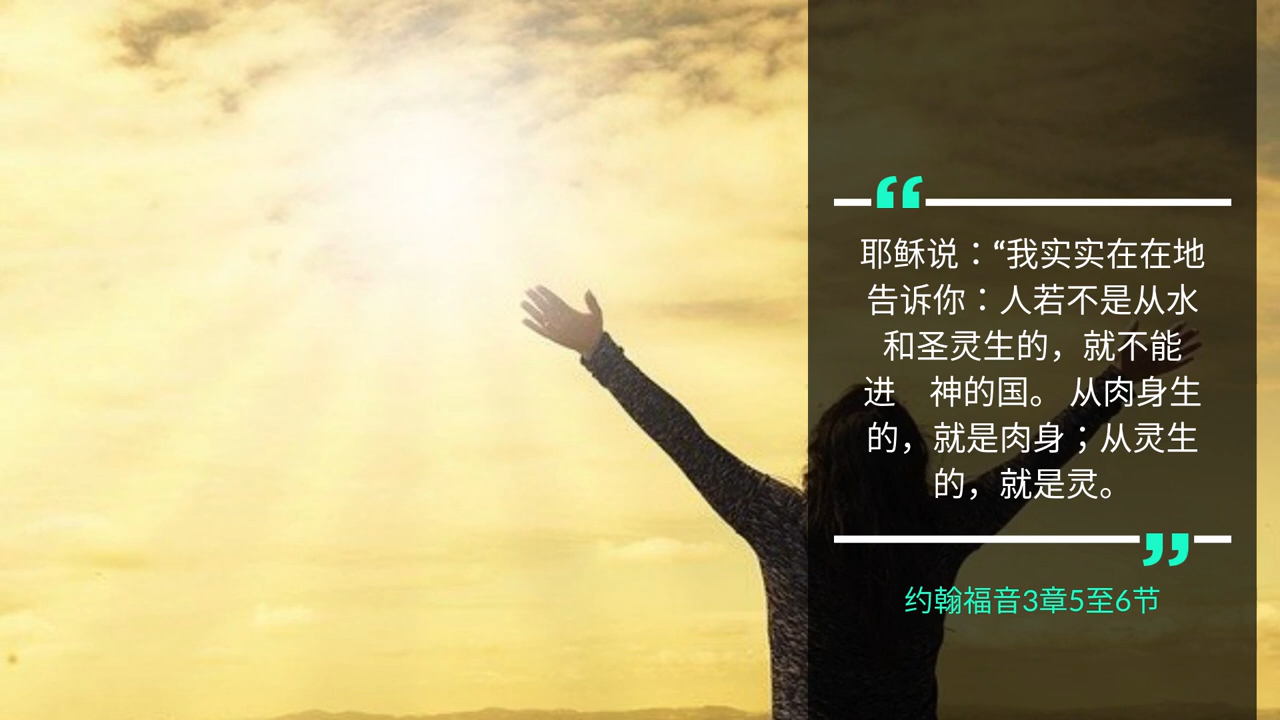 “
耶稣说：“我实实在在地
告诉你：人若不是从水
和圣灵生的，就不能
进　神的国。 从肉身生
的，就是肉身；从灵生
的，就是灵。
”
约翰福音3章5至6节